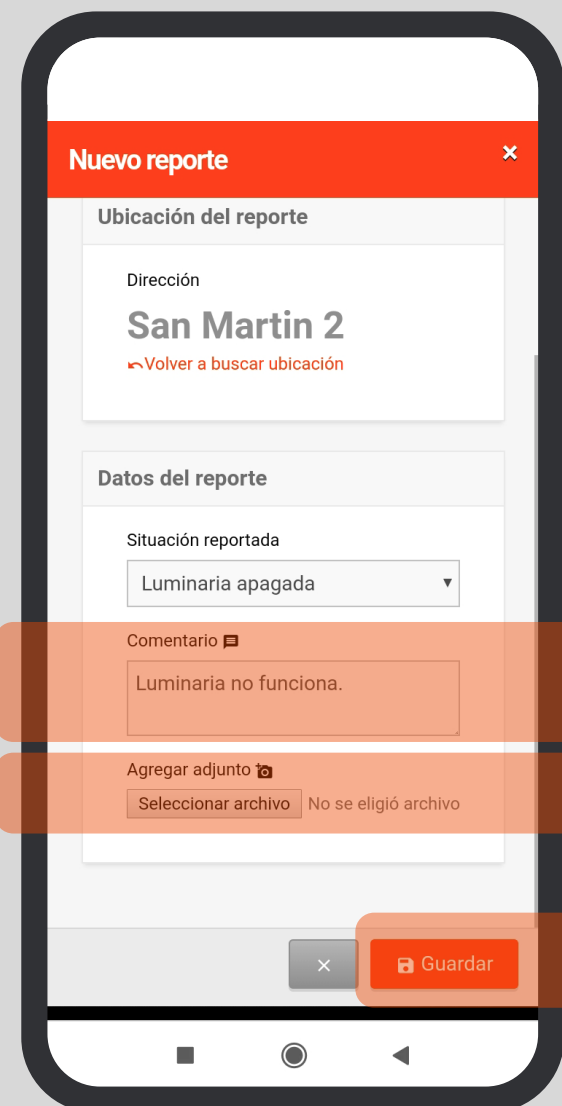 Nuevo reporte ×
Ubicación del reporte
Dirección
San Martin 2
Volver a buscar ubicación
Datos del reporte
Situación reportada
Luminaria apagada
Comentario
Luminaria no funciona.
Agregar adjunto
Seleccionar archivo No se eligió archivo
× Guardar